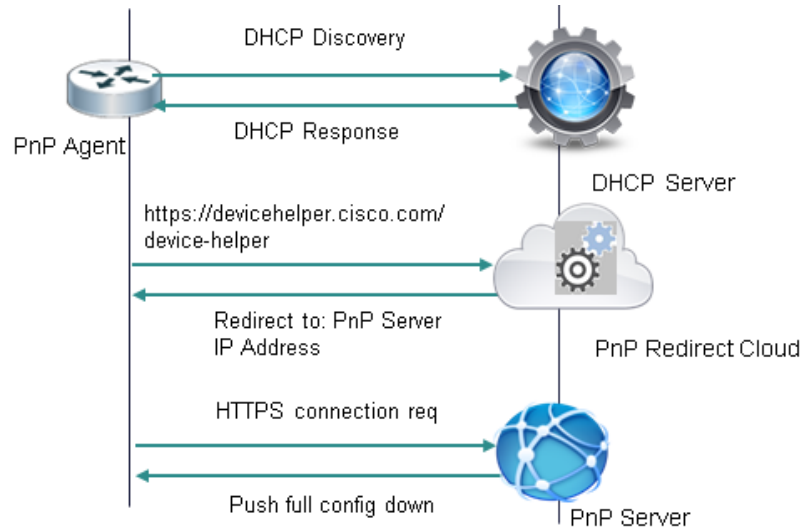 DHCP Discovery
DHCP Response
PnP Agent
DHCP Server
https://devicehelper.cisco.com/
device-helper
Redirect to: PnP Server
IP Address
PnP Redirect Cloud
HTTPS connection req
Push full config down
PnP Server